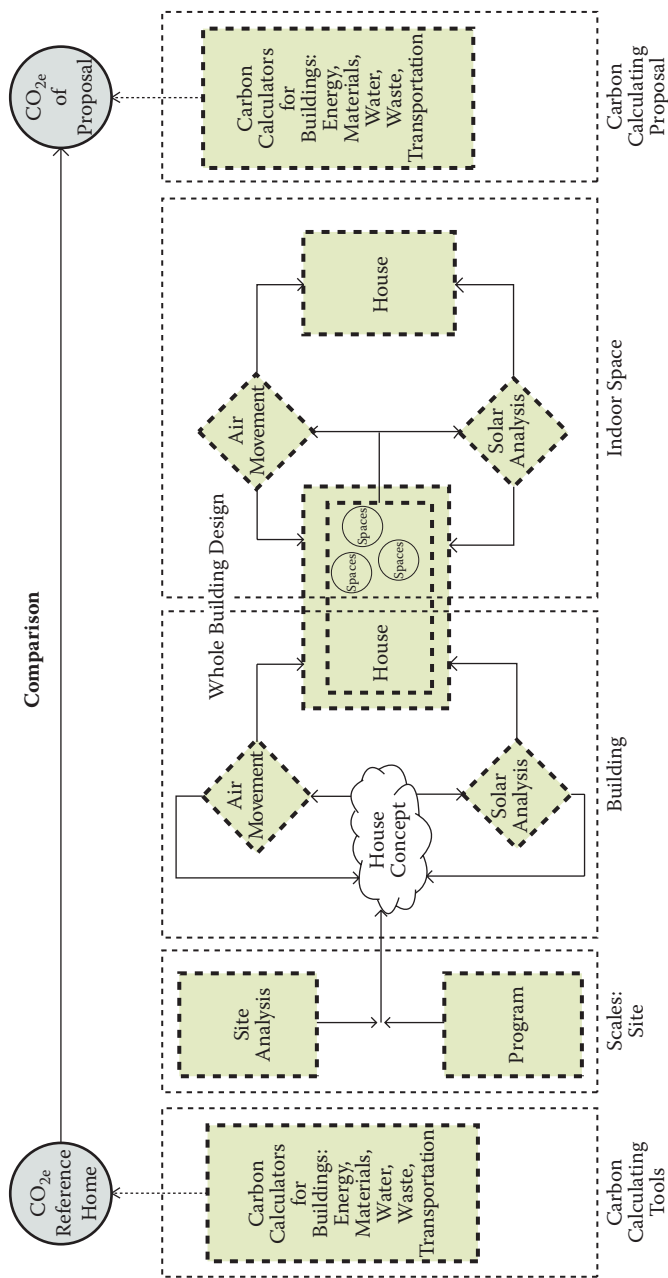 Comparison
CO2e
Reference
Home
CO2e
of
Proposal
Carbon
Calculators
for
Buildings:
Energy,
Materials,
Water,
Waste,
Transportation
Carbon
Calculating
Tools
Site
Analysis
Program
Scales:
Site
Air
Movement
House
Concept
Solar
Analysis
Building
Whole Building Design
House
Spaces
Spaces
Spaces
Air
Movement
Solar
Analysis
House
Indoor Space
Carbon
Calculators
for
Buildings:
Energy,
Materials,
Water,
Waste,
Transportation
Carbon
Calculating
Proposal